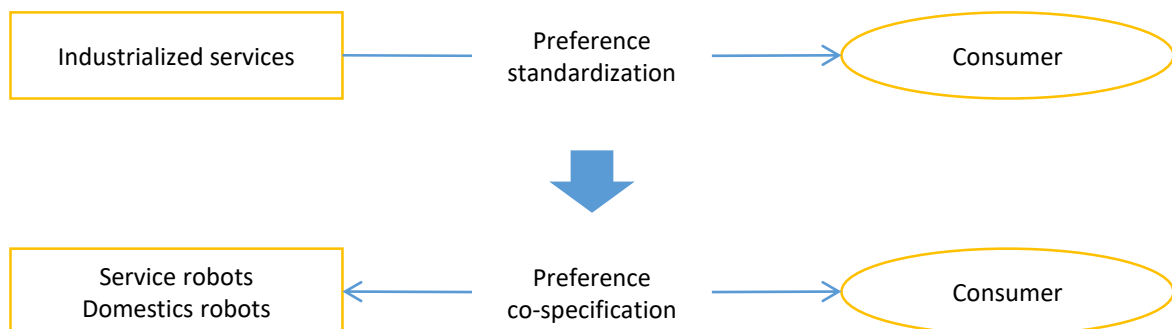 Industrialized services
Preference
standardization
Consumer
Service robots
Domestics robots
Preference
co-specification
Consumer